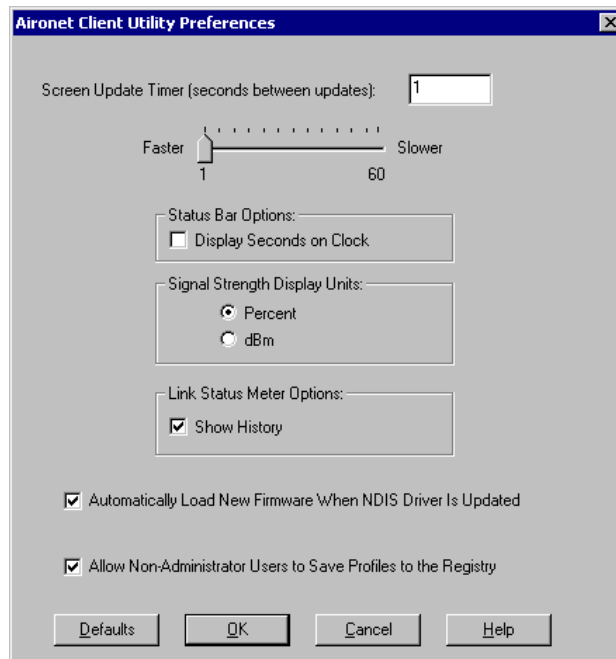 Aironet Client Utility Preferences
Screen Update Timer (seconds between updates): 1
Faster Slower
1 60
Status Bar Options:
Display Seconds on Clock
Signal Strength Display Units:
Percent
dBm
Link Status Meter Options:
Show History
Automatically Load New Firmware When NDIS Driver Is Updated
Allow Non-Administrator Users to Save Profiles to the Registry
Defaults OK Cancel Help